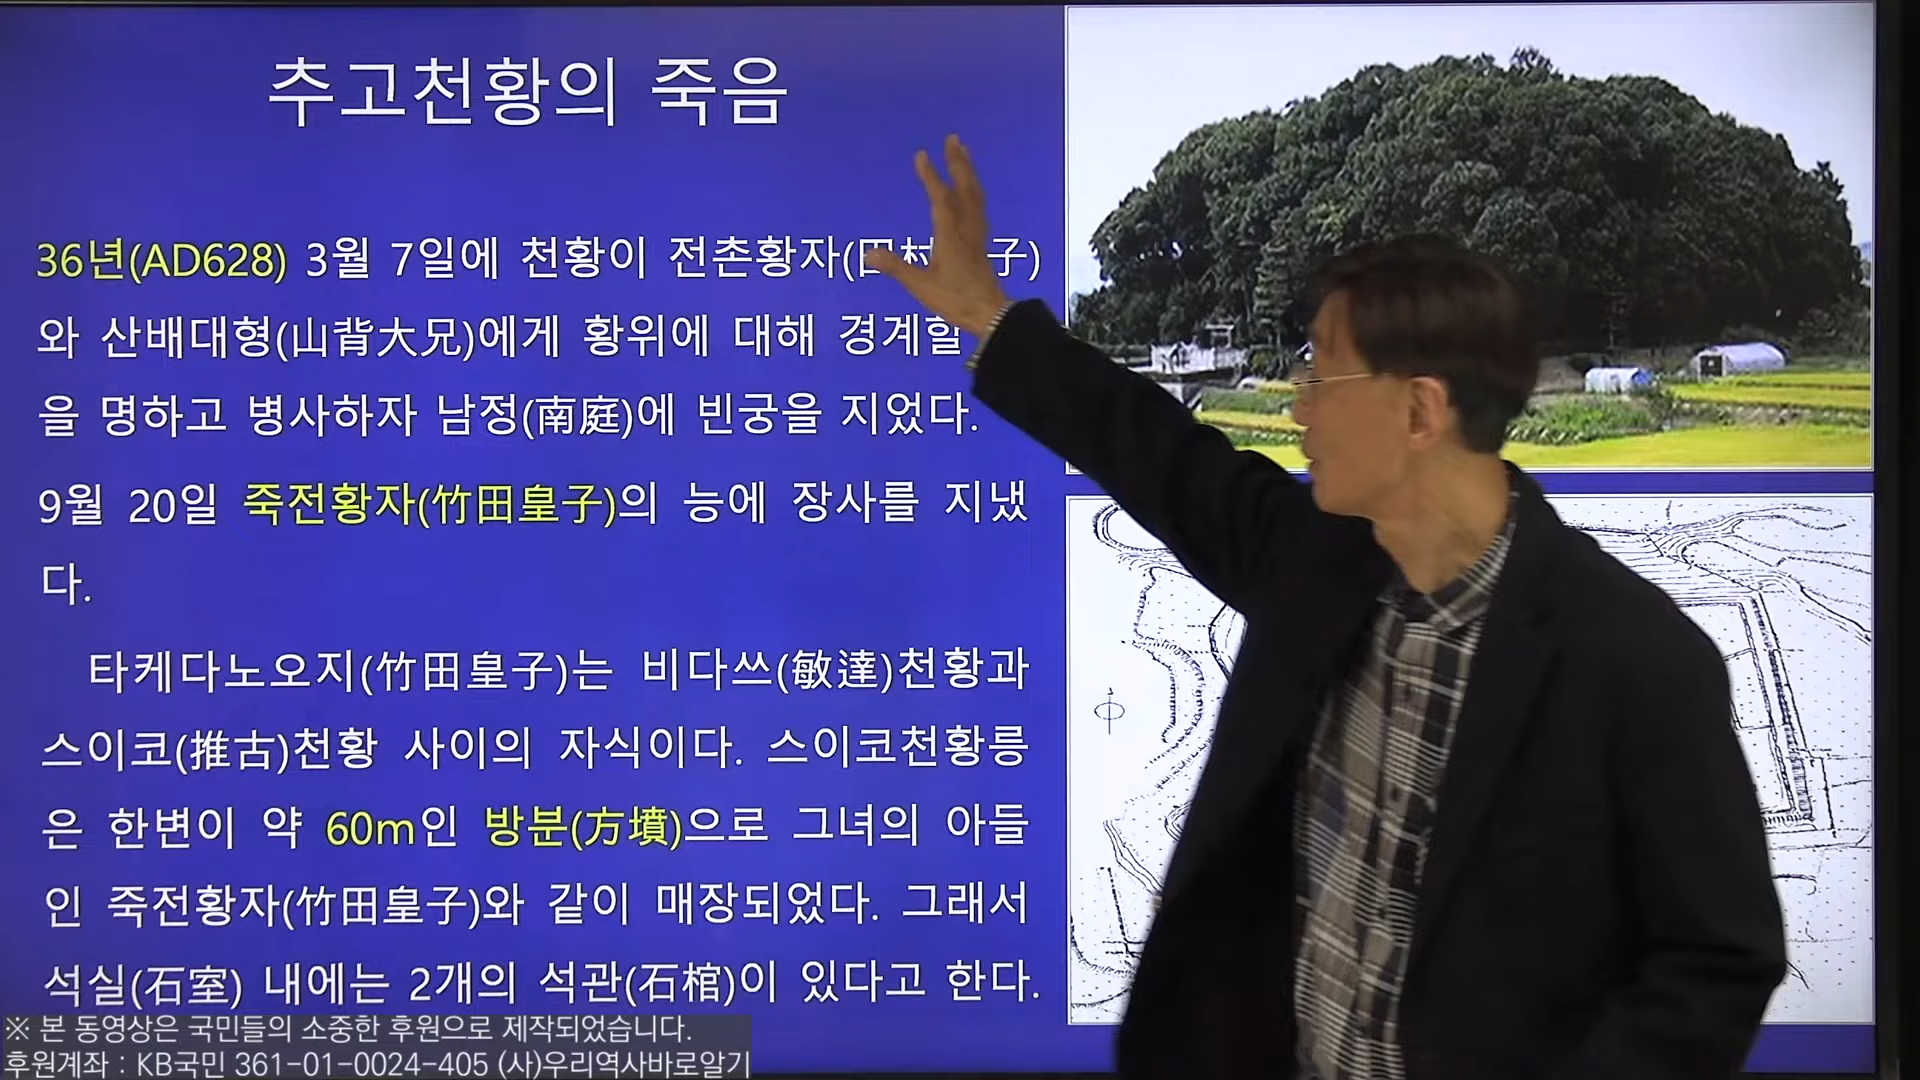 추고천황의 죽음
36년(AD628) 3월 7일에 천황이 전촌황자(田村 子)
와 산배대형(山背大兄)에게 황위에 대해 경계할
을 명하고 병사하자 남정(南庭)에 빈궁을 지었다.
9월 20일 죽전황자(竹田皇子)의 능에 장사를 지냈
다.
타케다노오지(竹田皇子)는 비다쓰(敏達)천황과
스이코(推古)천황 사이의 자식이다. 스이코천황릉
은 한변이 약 60m인 방분(方墳)으로 그녀의 아들
인 죽전황자(竹田皇子)와 같이 매장되었다. 그래서
석실(石室) 내에는 2개의 석관(石棺)이 있다고 한다.
※ 본 동영상은 국민들의 소중한 후원으로 제작되었습니다.
후원계좌 : KB국민 361-01-0024-405 (사)우리역사바로알기